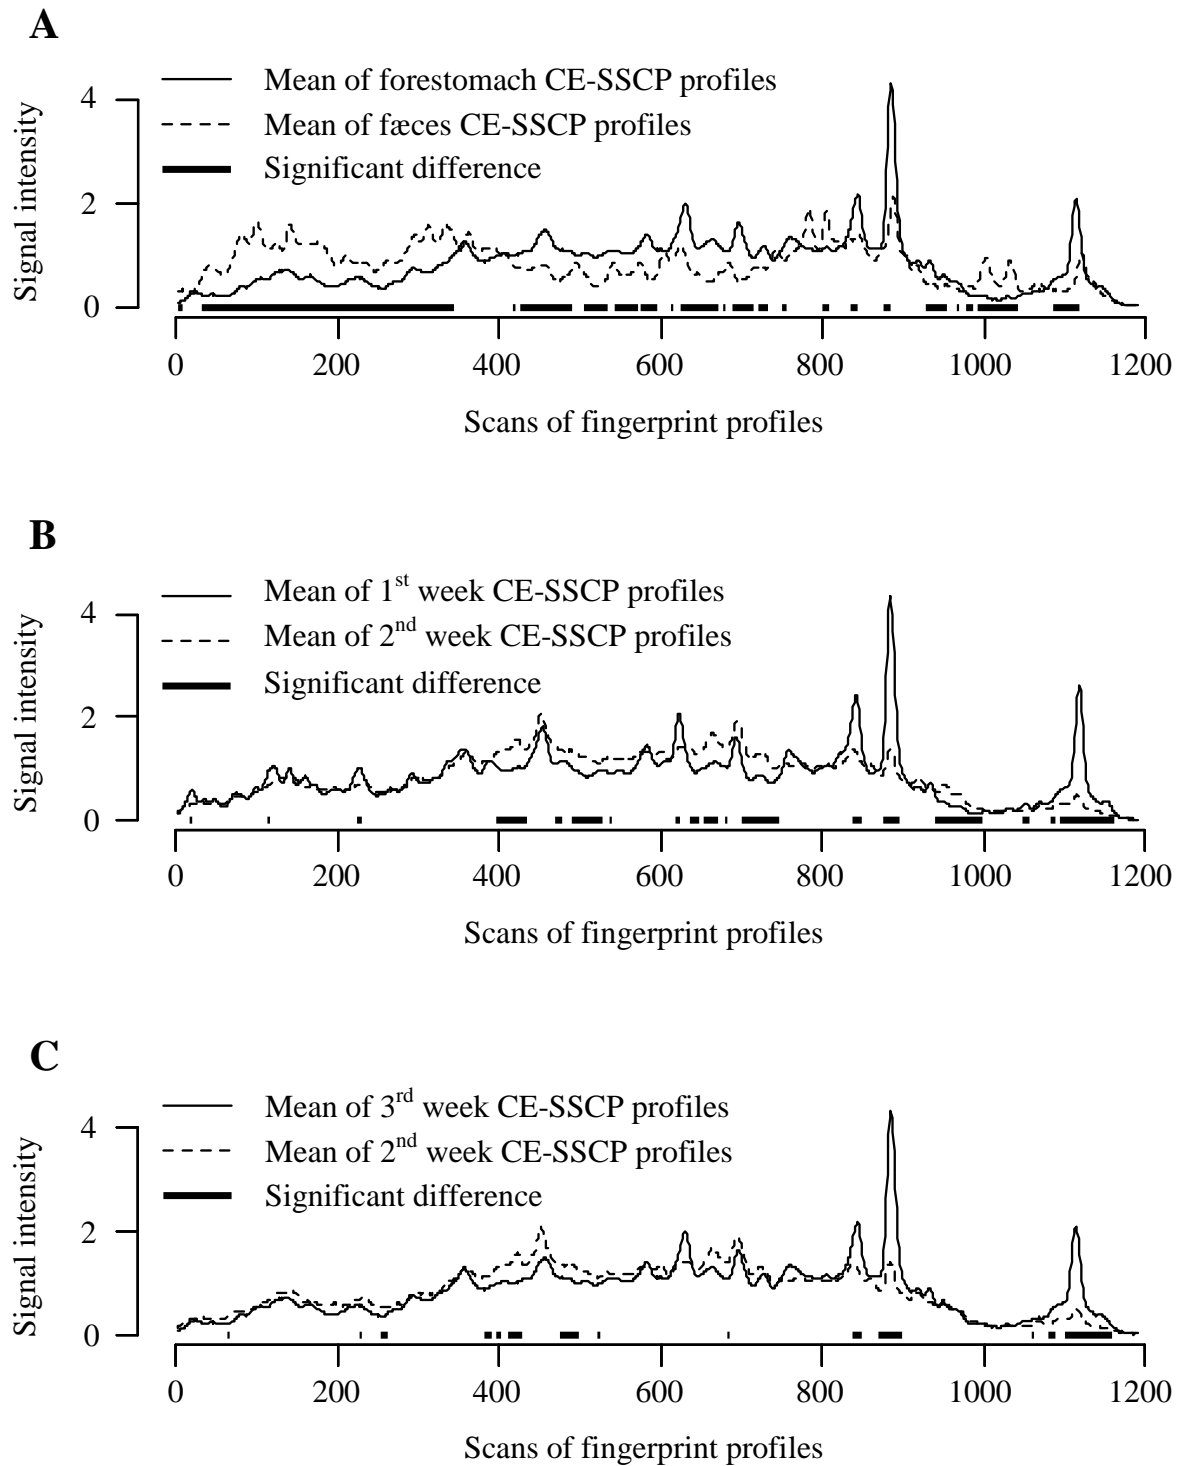 A
Mean of forestomach CE-SSCP profiles
Mean of fæces CE-SSCP profiles
Significant difference
Signal intensity
4
2
0
0 200 400 600 800 1000 1200
Scans of fingerprint profiles
B
Mean of 1st week CE-SSCP profiles
Mean of 2nd week CE-SSCP profiles
Significant difference
Signal intensity
4
2
0
0 200 400 600 800 1000 1200
Scans of fingerprint profiles
C
Mean of 3rd week CE-SSCP profiles
Mean of 2nd week CE-SSCP profiles
Significant difference
Signal intensity
4
2
0
0 200 400 600 800 1000 1200
Scans of fingerprint profiles